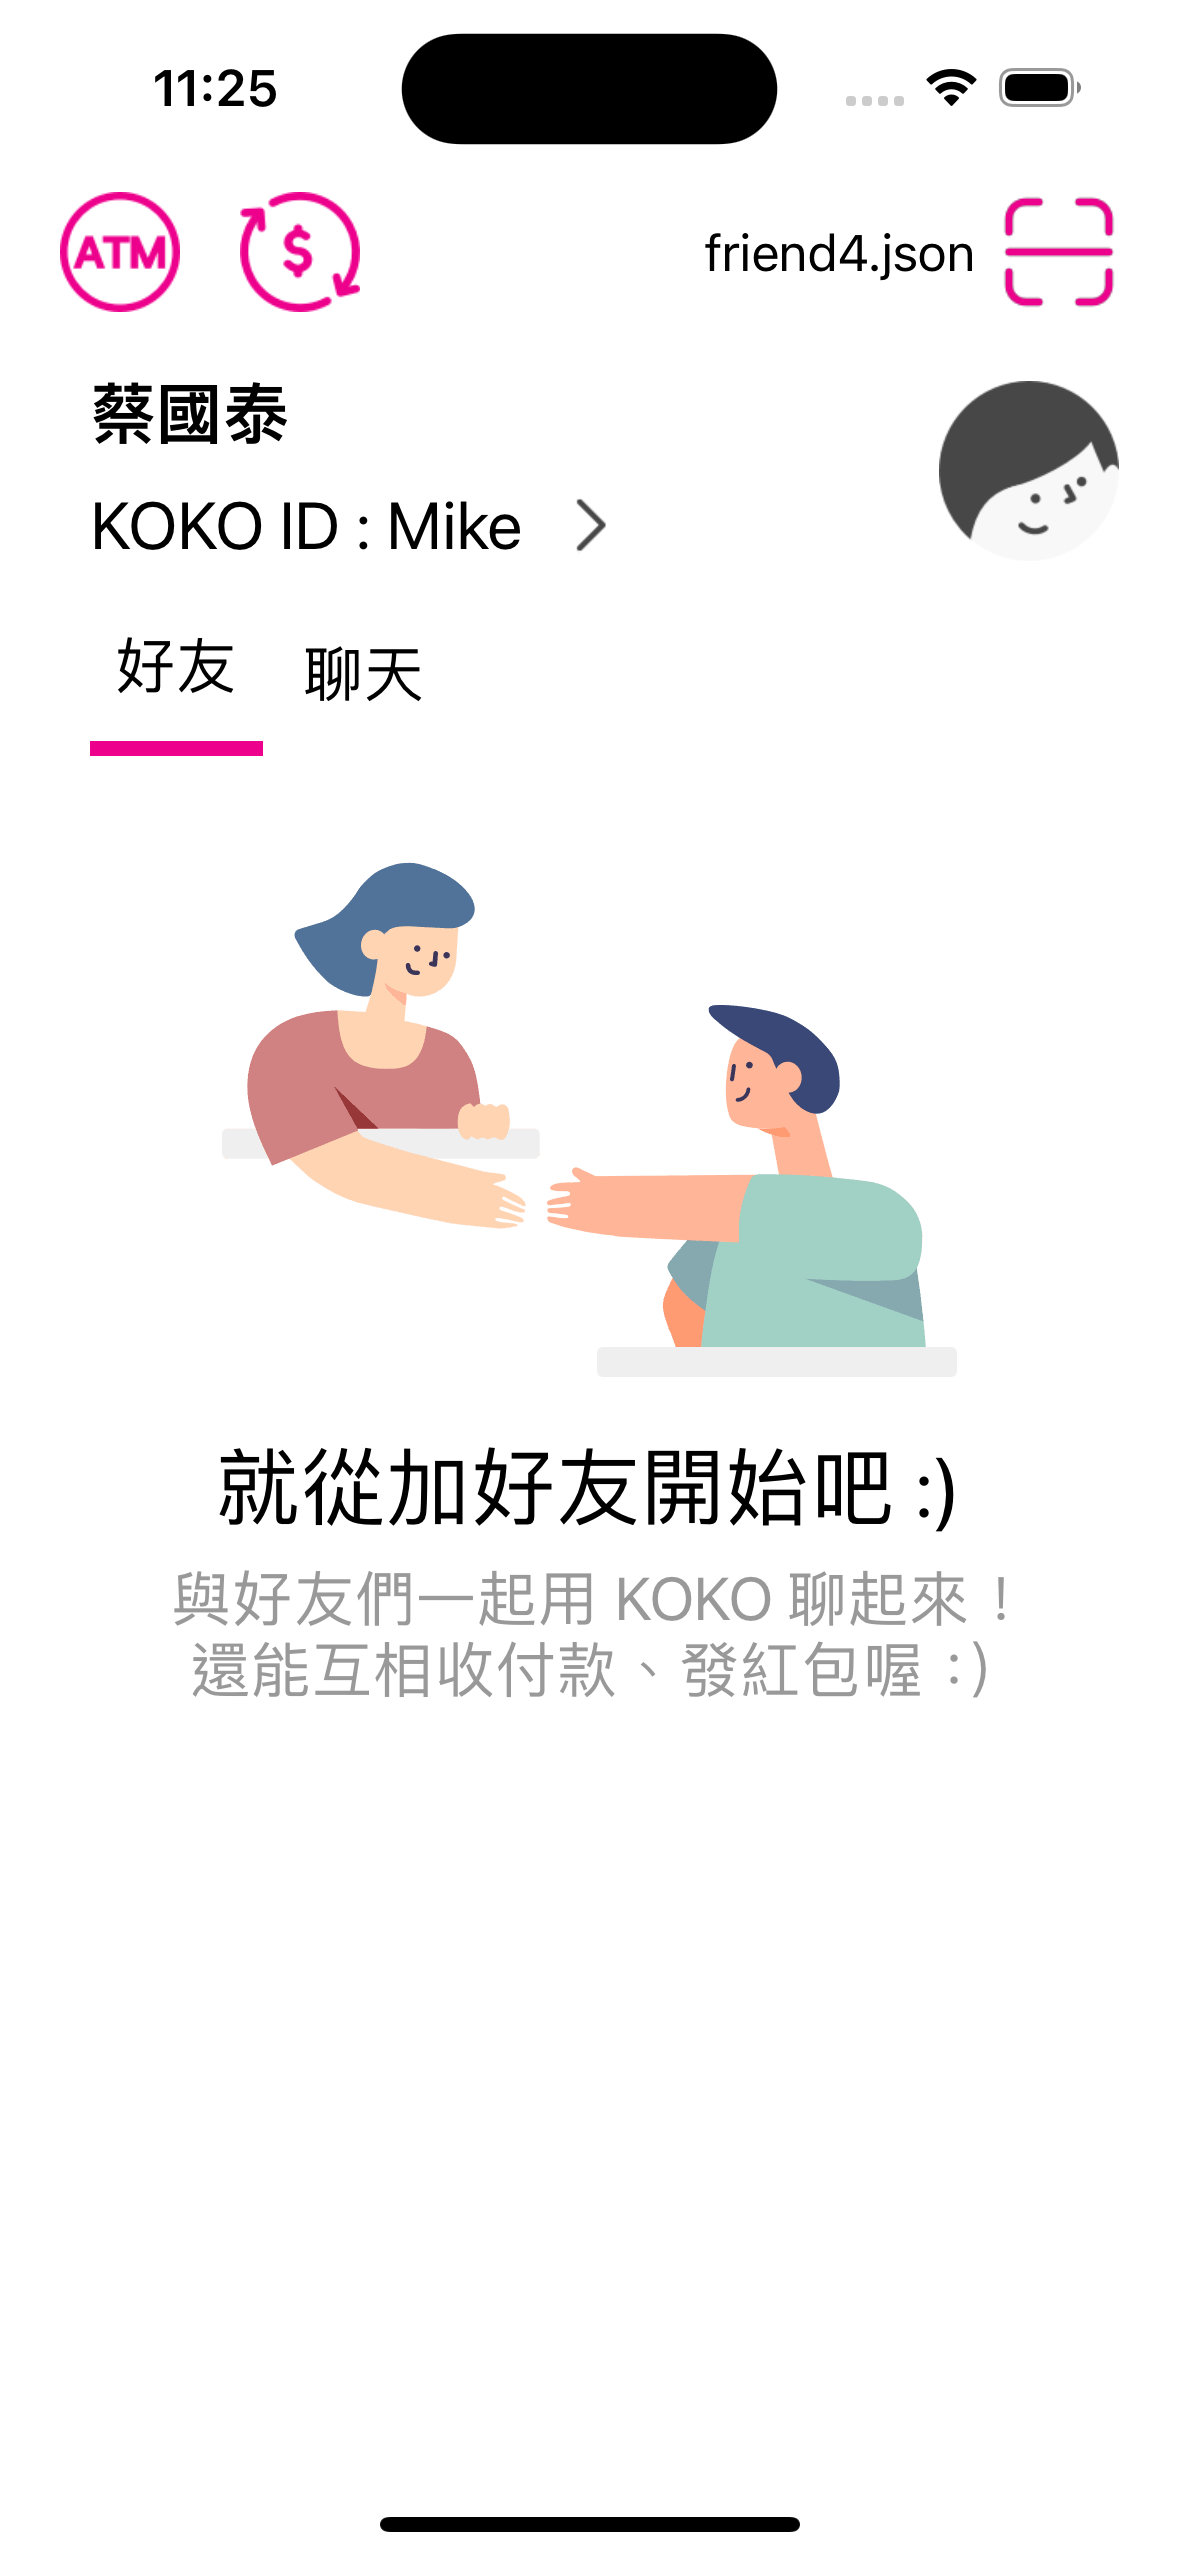 11:25
ATM
$
friend4.json
蔡國泰
KOKO ID : Mike
好友
聊天
就從加好友開始吧 :)
與好友們一起用 KOKO 聊起來！
還能互相收付款、發紅包喔：)